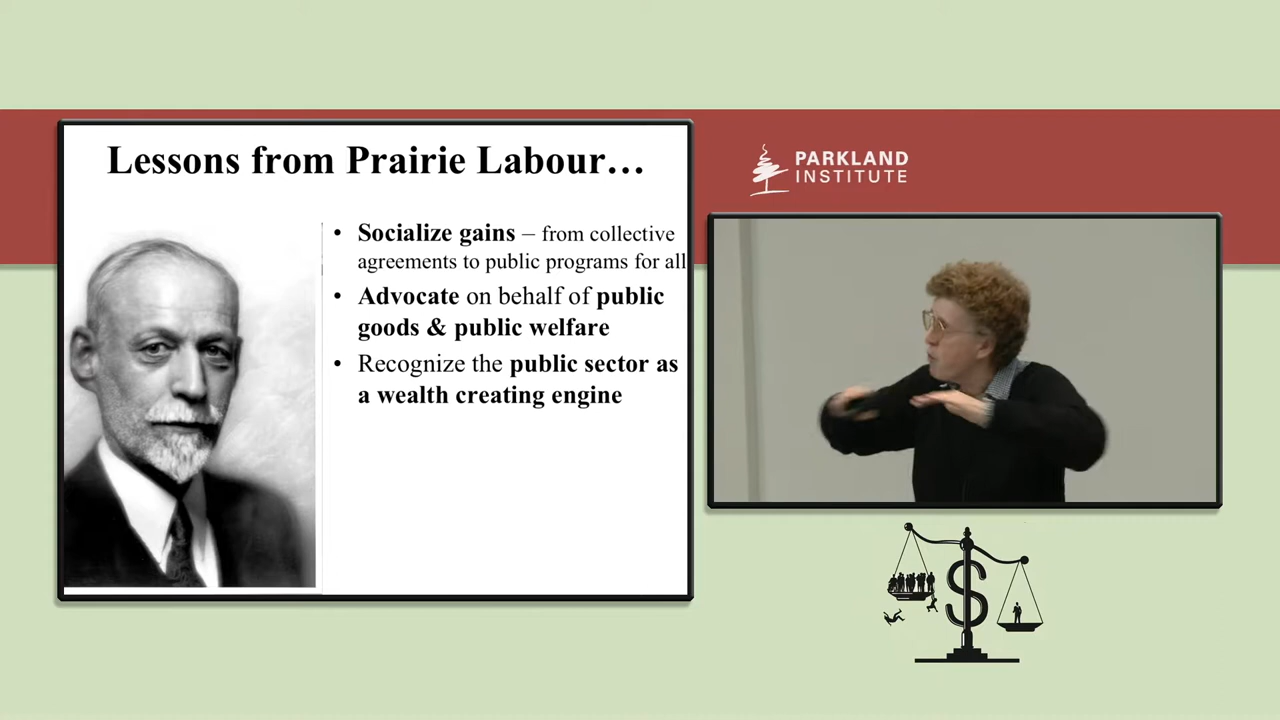 Lessons from Prairie Labour…
• Socialize gains – from collective
agreements to public programs for all
• Advocate on behalf of public
goods & public welfare
• Recognize the public sector as
a wealth creating engine
PARKLAND
INSTITUTE
$